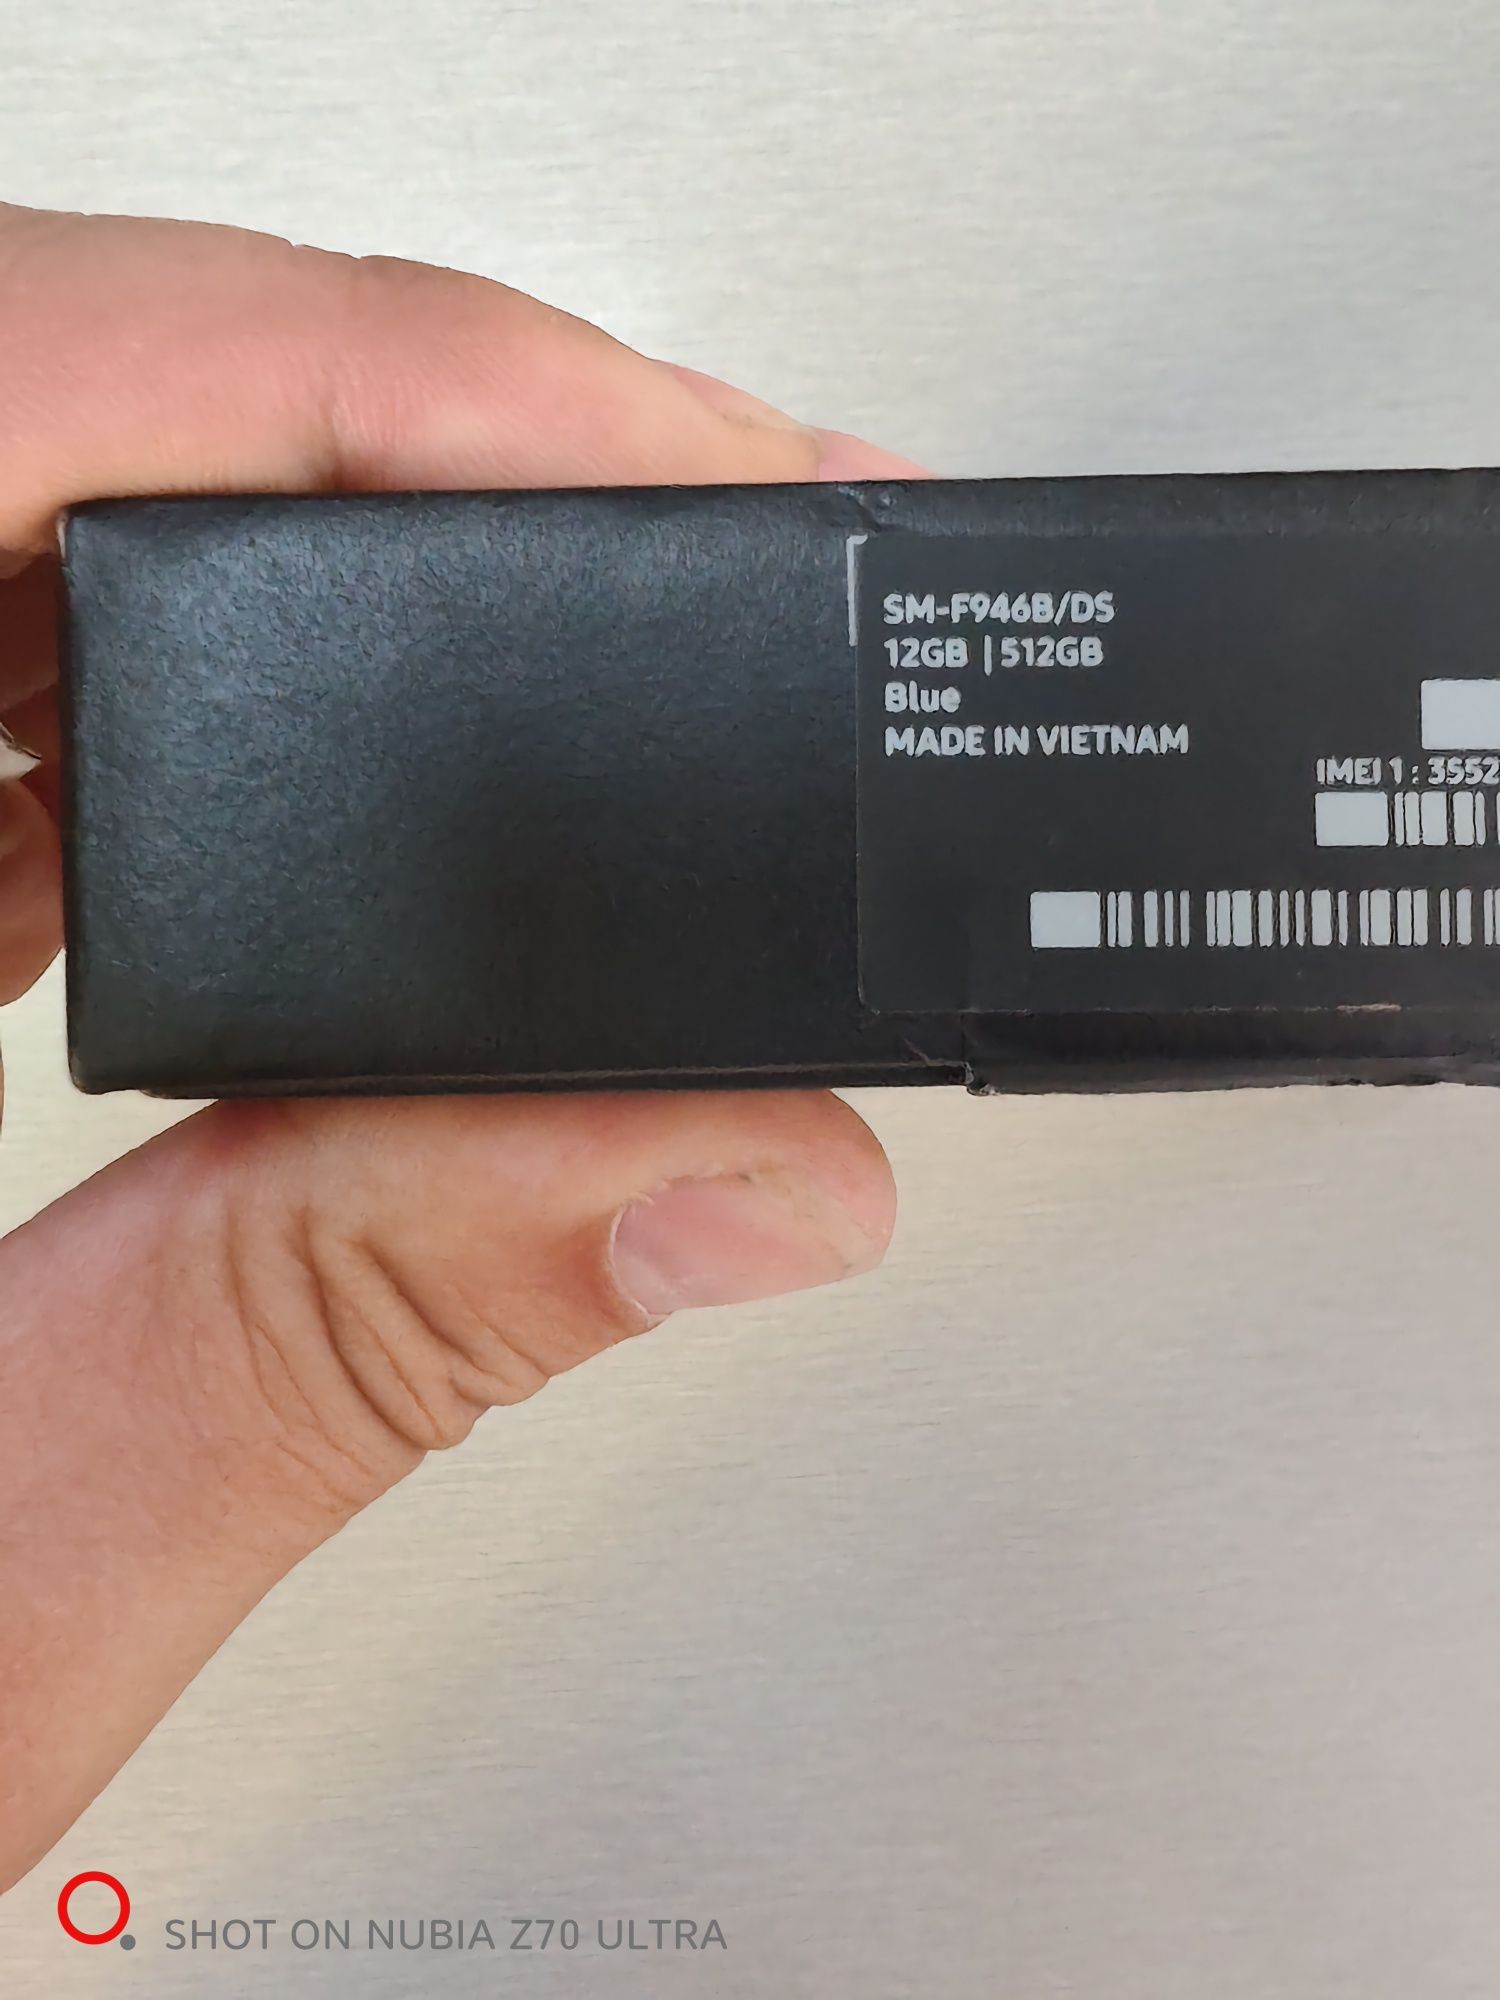 SM-F946B/DS
12GB | 512GB
Blue
MADE IN VIETNAM
IMEI 1 : 3552
SHOT ON NUBIA Z70 ULTRA